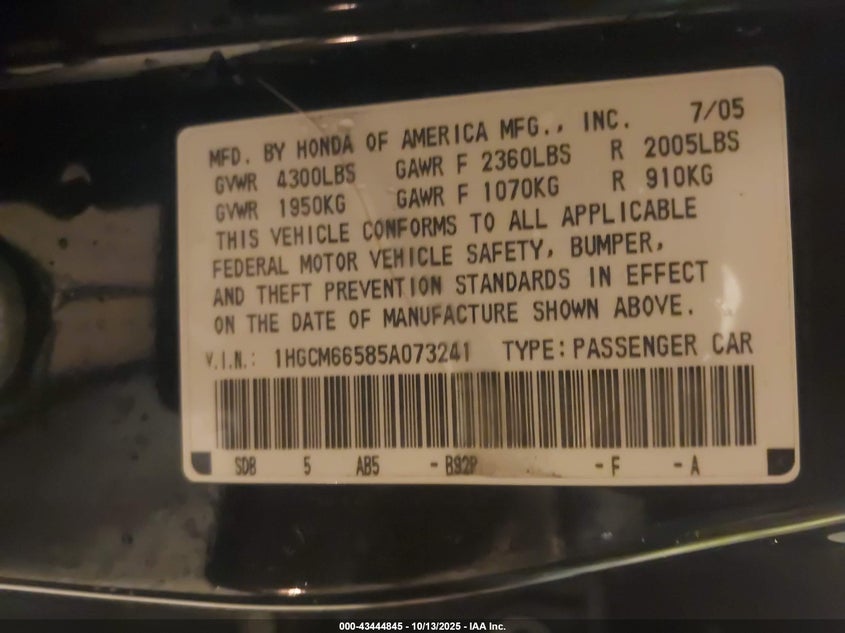 MFD. BY HONDA OF AMERICA MFG., INC. 7/05
GVWR 4300LBS GAWR F 2360LBS R 2005LBS
GVWR 1950KG GAWR F 1070KG R 910KG
THIS VEHICLE CONFORMS TO ALL APPLICABLE
FEDERAL MOTOR VEHICLE SAFETY, BUMPER,
AND THEFT PREVENTION STANDARDS IN EFFECT
ON THE DATE OF MANUFACTURE SHOWN ABOVE.
V.I.N.: 1HGCM66585A073241 TYPE: PASSENGER CAR
SDB 5 AB5 - B92P - F - A
000-43444845 - 10/13/2025 - IAA Inc.